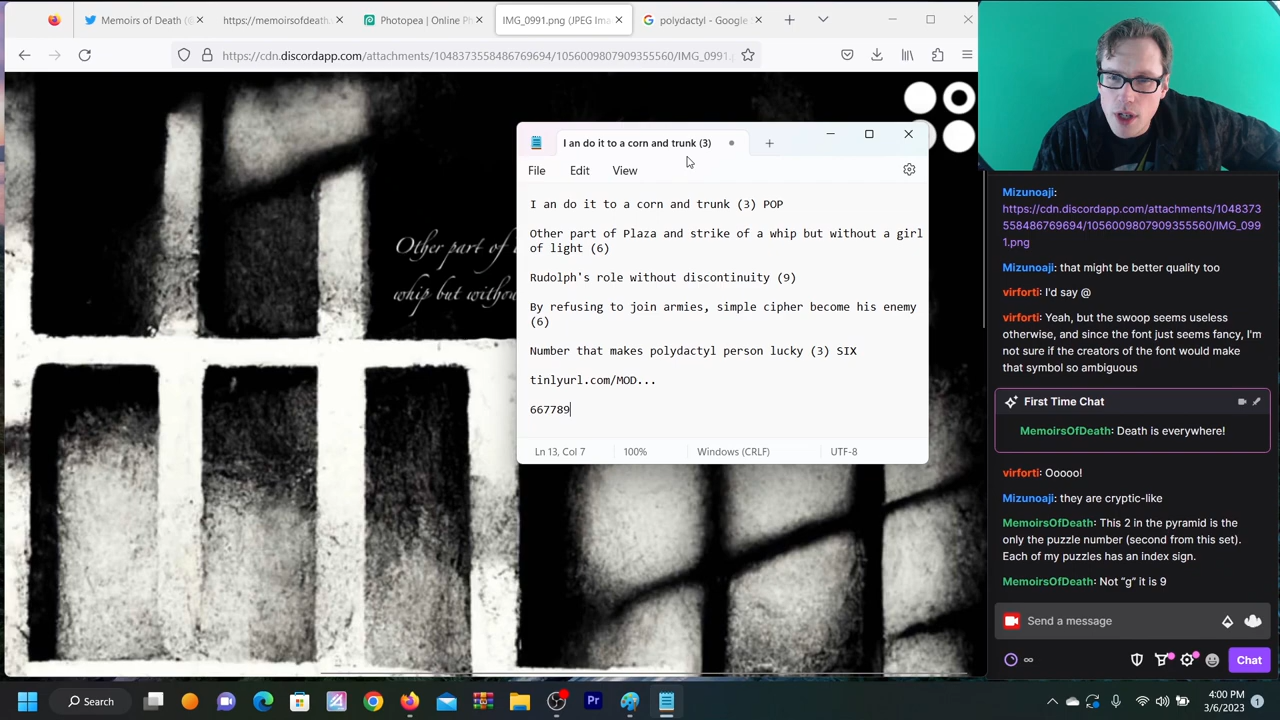 Memoirs of Death (
https://memoirsofdeath.
Photopea | Online Ph
IMG_0991.png (JPEG Ima
polydactyl - Google S
https://cdn.discordapp.com/attachments/1048373558486769694/1056009807909355560/IMG_0991.
Other part of
whip but withou
I an do it to a corn and trunk (3)
File Edit View
I an do it to a corn and trunk (3) POP
Other part of Plaza and strike of a whip but without a girl
of light (6)
Rudolph's role without discontinuity (9)
By refusing to join armies, simple cipher become his enemy
(6)
Number that makes polydactyl person lucky (3) SIX
tinlyurl.com/MOD...
667789
Ln 13, Col 7 100% Windows (CRLF) UTF-8
Mizunoaji:
https://cdn.discordapp.com/attachments/1048373
558486769694/1056009807909355560/IMG_099
1.png
Mizunoaji: that might be better quality too
virforti: I'd say @
virforti: Yeah, but the swoop seems useless
otherwise, and since the font just seems fancy, I'm
not sure if the creators of the font would make
that symbol so ambiguous
First Time Chat
MemoirsOfDeath: Death is everywhere!
virforti: Ooooo!
Mizunoaji: they are cryptic-like
MemoirsOfDeath: This 2 in the pyramid is the
only the puzzle number (second from this set).
Each of my puzzles has an index sign.
MemoirsOfDeath: Not “g” it is 9
Send a message
Chat
Search
4:00 PM
3/6/2023
1